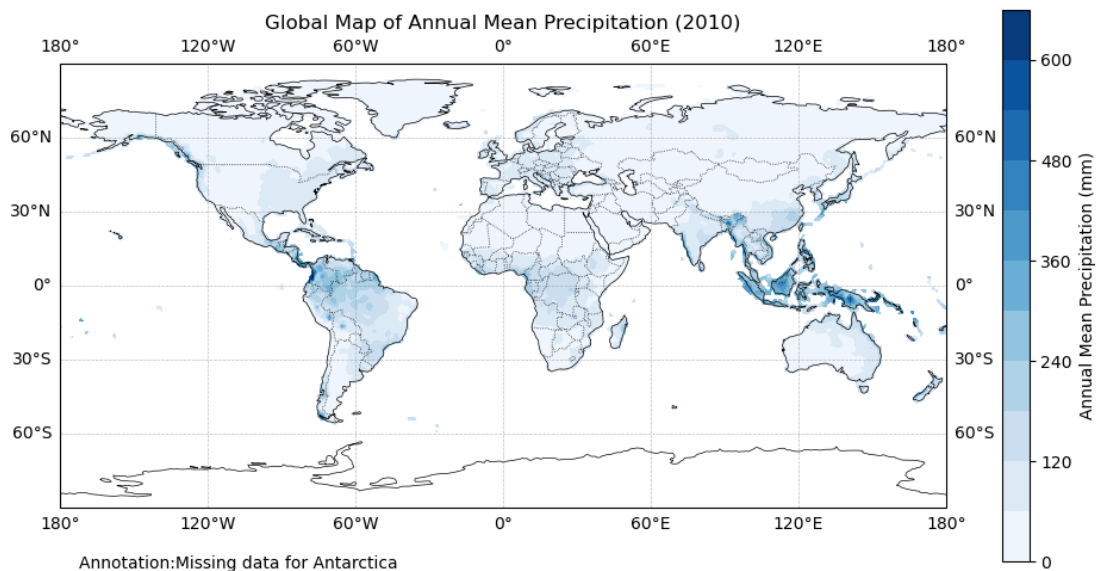 Global Map of Annual Mean Precipitation (2010)
180° 120°W 60°W 0° 60°E 120°E 180°
60°N 60°N
30°N 30°N
0° 0°
30°S 30°S
60°S 60°S
180° 120°W 60°W 0° 60°E 120°E 180°
Annotation:Missing data for Antarctica
600
480
360
240
120
0
Annual Mean Precipitation (mm)